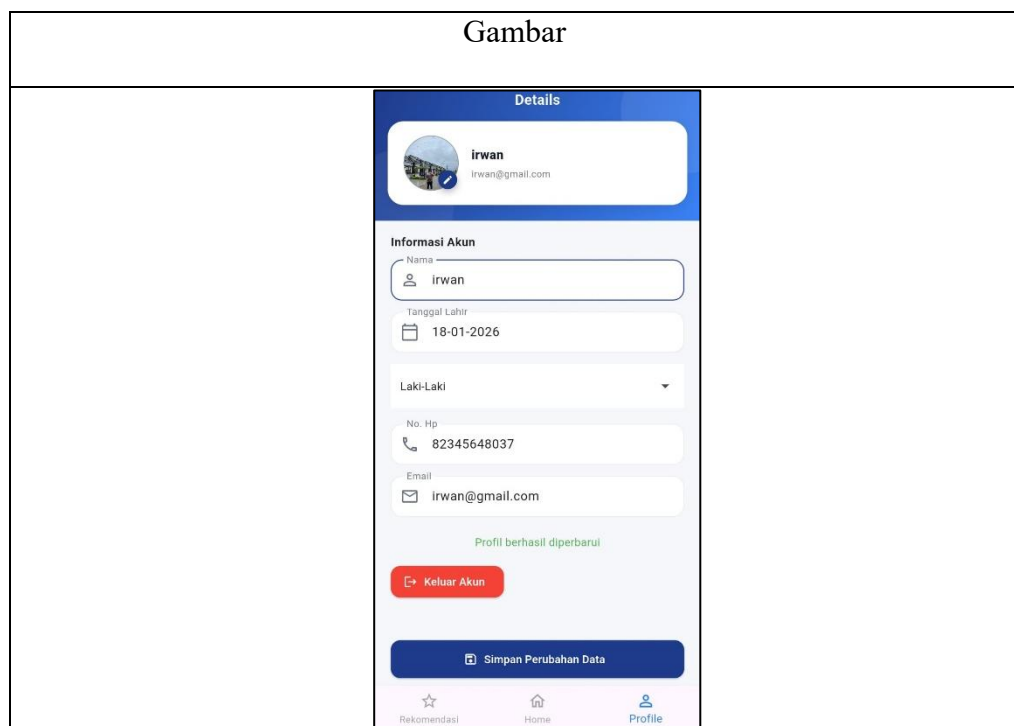 Gambar
Details
irwan
irwan@gmail.com
Informasi Akun
Nama
irwan
Tanggal Lahir
18-01-2026
Laki-Laki
No. Hp
82345648037
Email
irwan@gmail.com
Profil berhasil diperbarui
Keluar Akun
Simpan Perubahan Data
Rekomendasi Home Profile